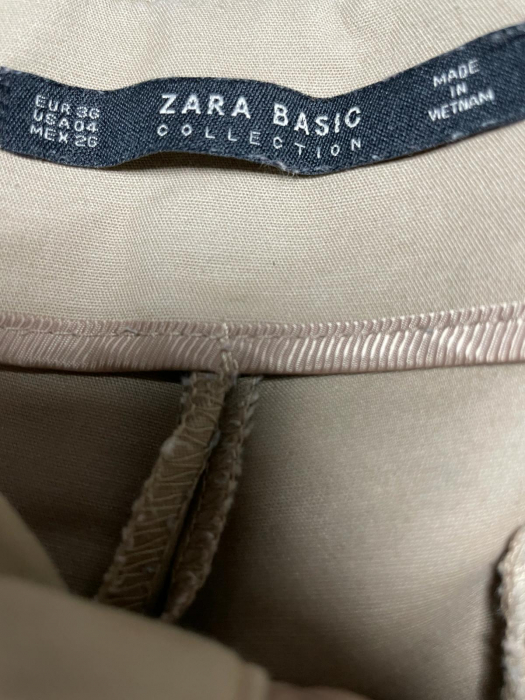 EUR 36
USA 04
MEX 26
ZARA BASIC
COLLECTION
MADE
IN
VIETNAM